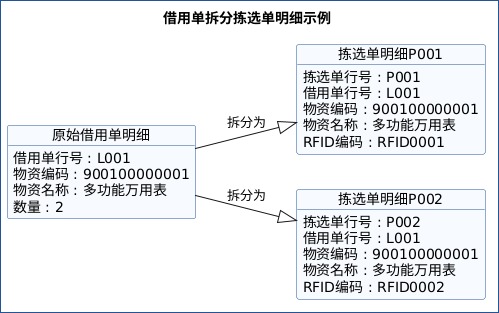 借用单拆分拣选单明细示例
原始借用单明细
借用单行号：L001
物资编码：900100000001
物资名称：多功能万用表
数量：2
拆分为
拆分为
拣选单明细P001
拣选单行号：P001
借用单行号：L001
物资编码：900100000001
物资名称：多功能万用表
RFID编码：RFID0001
拣选单明细P002
拣选单行号：P002
借用单行号：L001
物资编码：900100000001
物资名称：多功能万用表
RFID编码：RFID0002